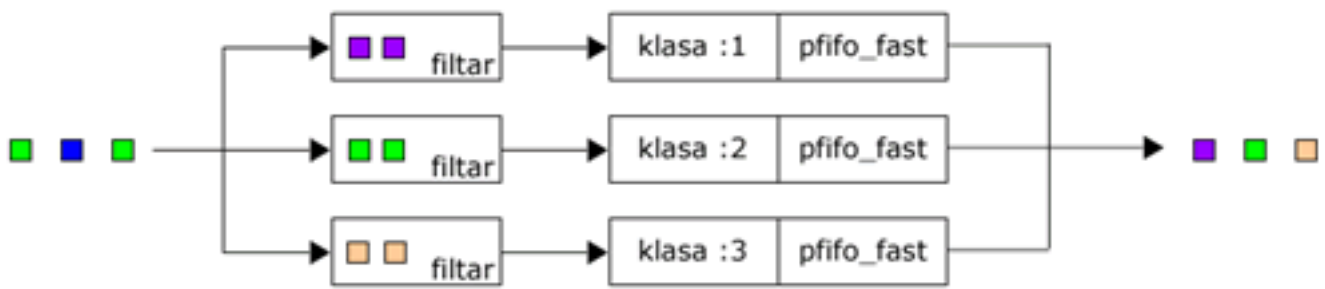 filtar
klasa :1 pfifo_fast
filtar
klasa :2 pfifo_fast
filtar
klasa :3 pfifo_fast